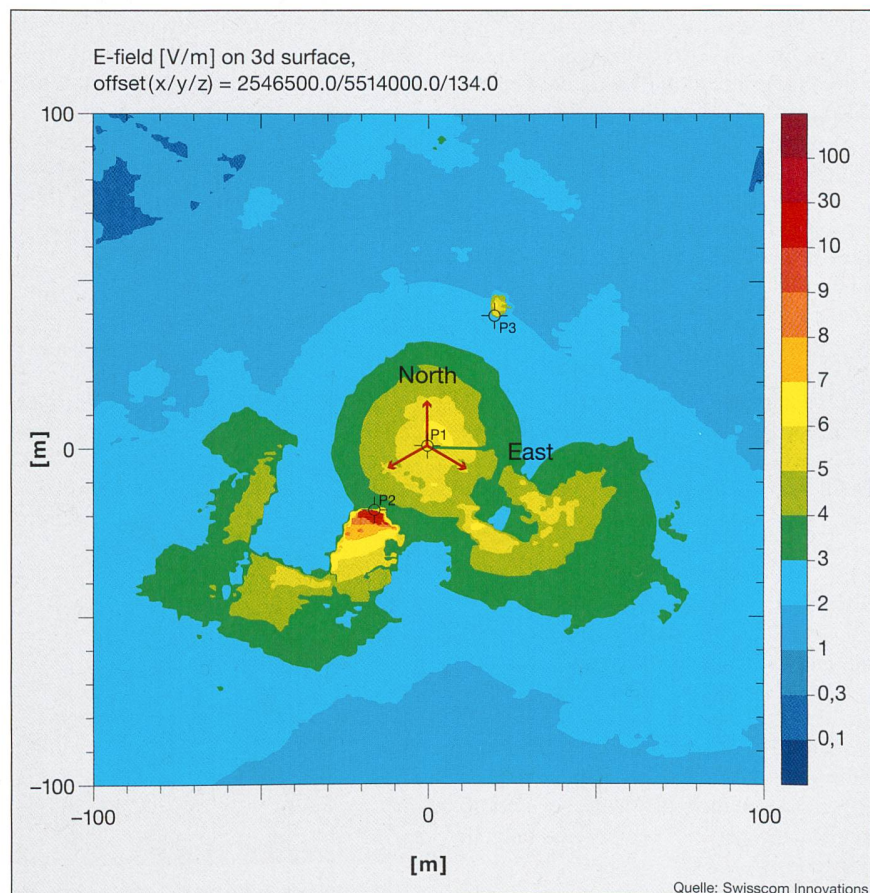 E-field [V/m] on 3d surface,
offset(x/y/z) = 2546500.0/5514000.0/134.0
100
100
30
10
9
P3
8
North
7
[m]
0
P1
East
6
5
P2
4
3
2
1
0,3
0,1
–100
–100
0
100
[m]
Quelle: Swisscom Innovations